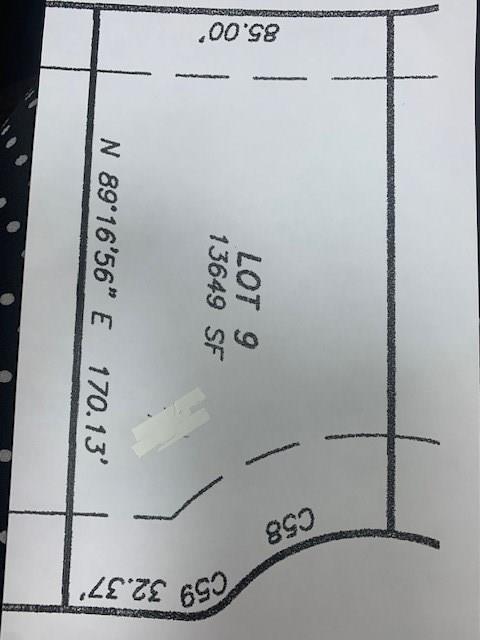 85.00'
N 89°16'56" E 170.13'
LOT 9
13649 SF
C58
C59 32.37'